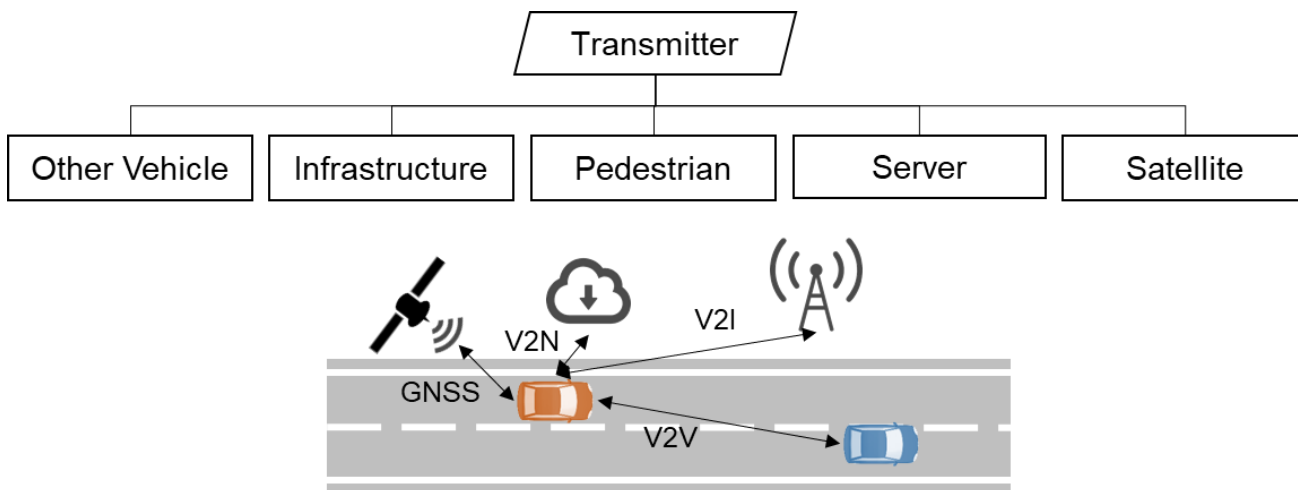 Transmitter
Other Vehicle
Infrastructure
Pedestrian
Server
Satellite
V2I
V2N
GNSS
V2V